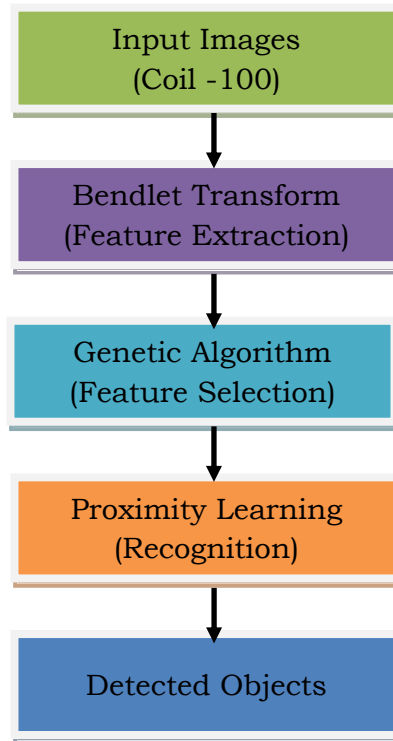 Input Images
(Coil -100)
Bendlet Transform
(Feature Extraction)
Genetic Algorithm
(Feature Selection)
Proximity Learning
(Recognition)
Detected Objects